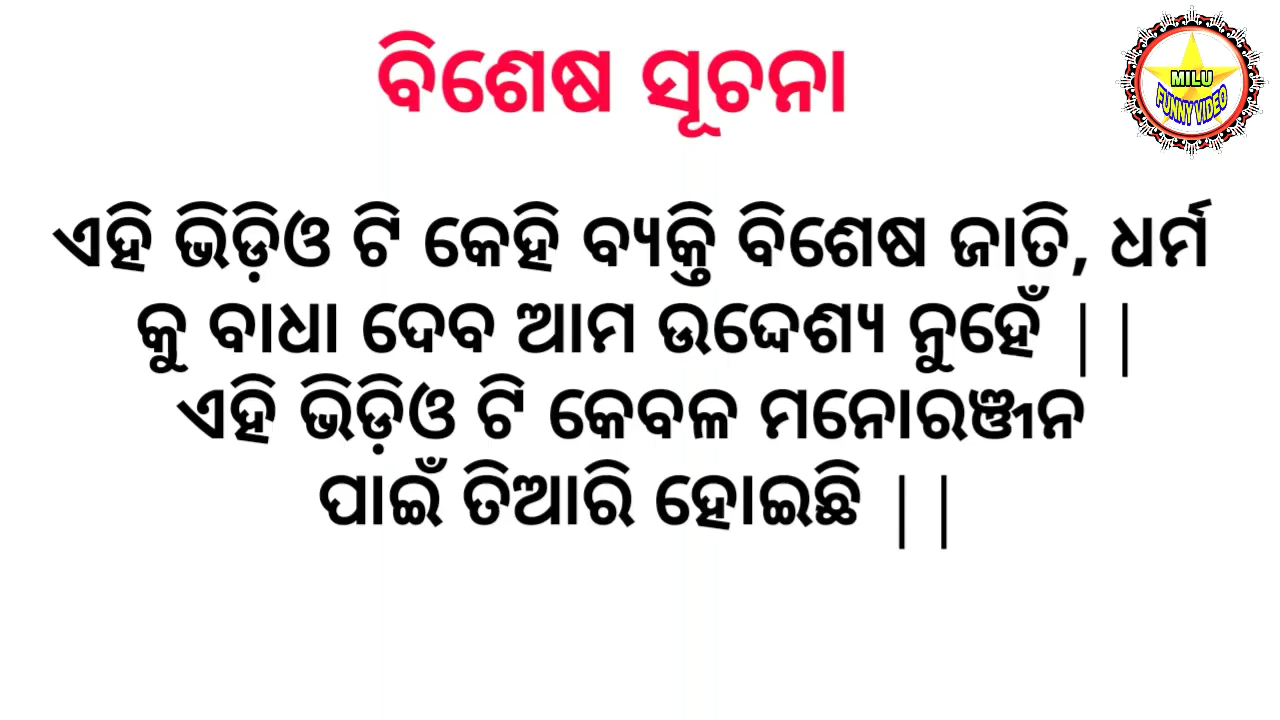 ବିଶେଷ ସୂଚନା
MILU
FUNNY VIDEO
ଏହି ଭିଡ଼ିଓ ଟି କେହି ବ୍ୟକ୍ତି ବିଶେଷ ଜାତି, ଧର୍ମ
କୁ ବାଧା ଦେବ ଆମ ଉଦ୍ଦେଶ୍ୟ ନୁହେଁ ||
ଏହି ଭିଡ଼ିଓ ଟି କେବଳ ମନୋରଞ୍ଜନ
ପାଇଁ ତିଆରି ହୋଇଛି ||